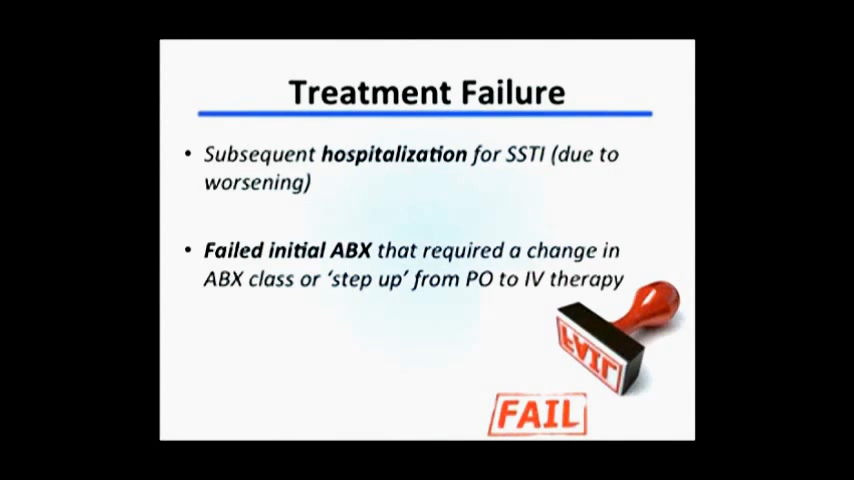 Treatment Failure
• Subsequent hospitalization for SSTI (due to
worsening)
• Failed initial ABX that required a change in
ABX class or ‘step up’ from PO to IV therapy
FAIL
FAIL